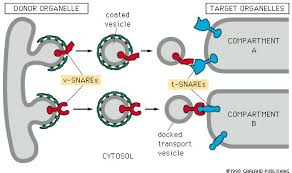 DONOR ORGANELLE
coated
vesicle
TARGET ORGANELLES
COMPARTMENT
A
v-SNAREs
t-SNAREs
COMPARTMENT
B
CYTOSOL
docked
transport
vesicle
©1998 GARLAND PUBLISHING